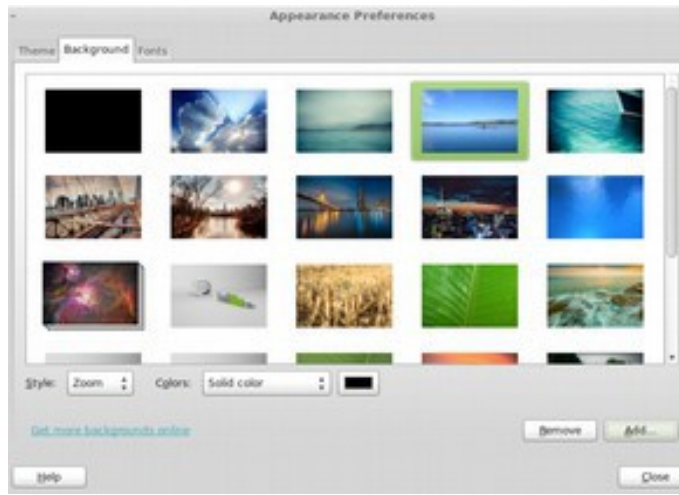 Appearance Preferences
Theme Background Fonts
Style: Zoom Colors: Solid color
Get more backgrounds online
Remove Add...
Help Close